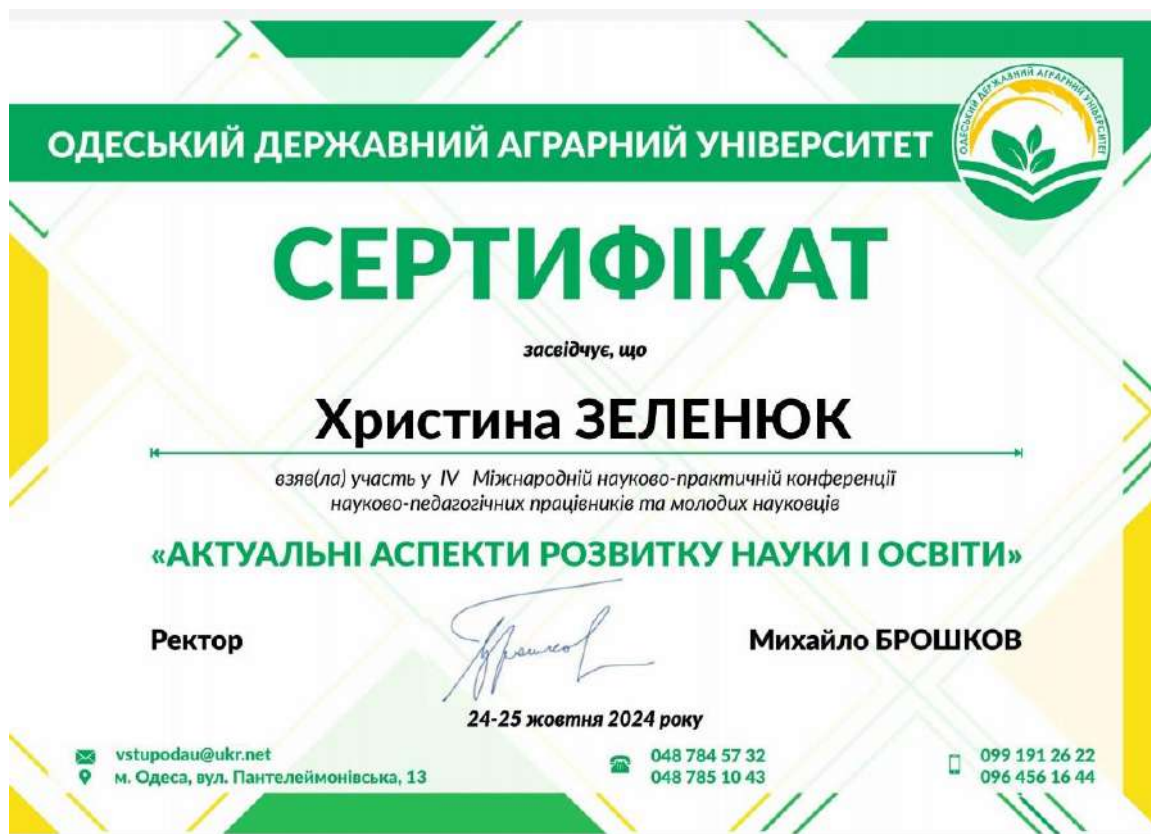 ОДЕСЬКИЙ ДЕРЖАВНИЙ АГРАРНИЙ УНІВЕРСИТЕТ
ОДЕСЬКИЙ ДЕРЖАВНИЙ АГРАРНИЙ УНІВЕРСИТЕТ
СЕРТИФІКАТ
засвідчує, що
Христина ЗЕЛЕНЮК
взяв(ла) участь у IV Міжнародній науково-практичній конференції
науково-педагогічних працівників та молодих науковців
«АКТУАЛЬНІ АСПЕКТИ РОЗВИТКУ НАУКИ І ОСВІТИ»
Ректор
Михайло БРОШКОВ
24-25 жовтня 2024 року
vstupodau@ukr.net
м. Одеса, вул. Пантелеймонівська, 13
048 784 57 32
048 785 10 43
099 191 26 22
096 456 16 44